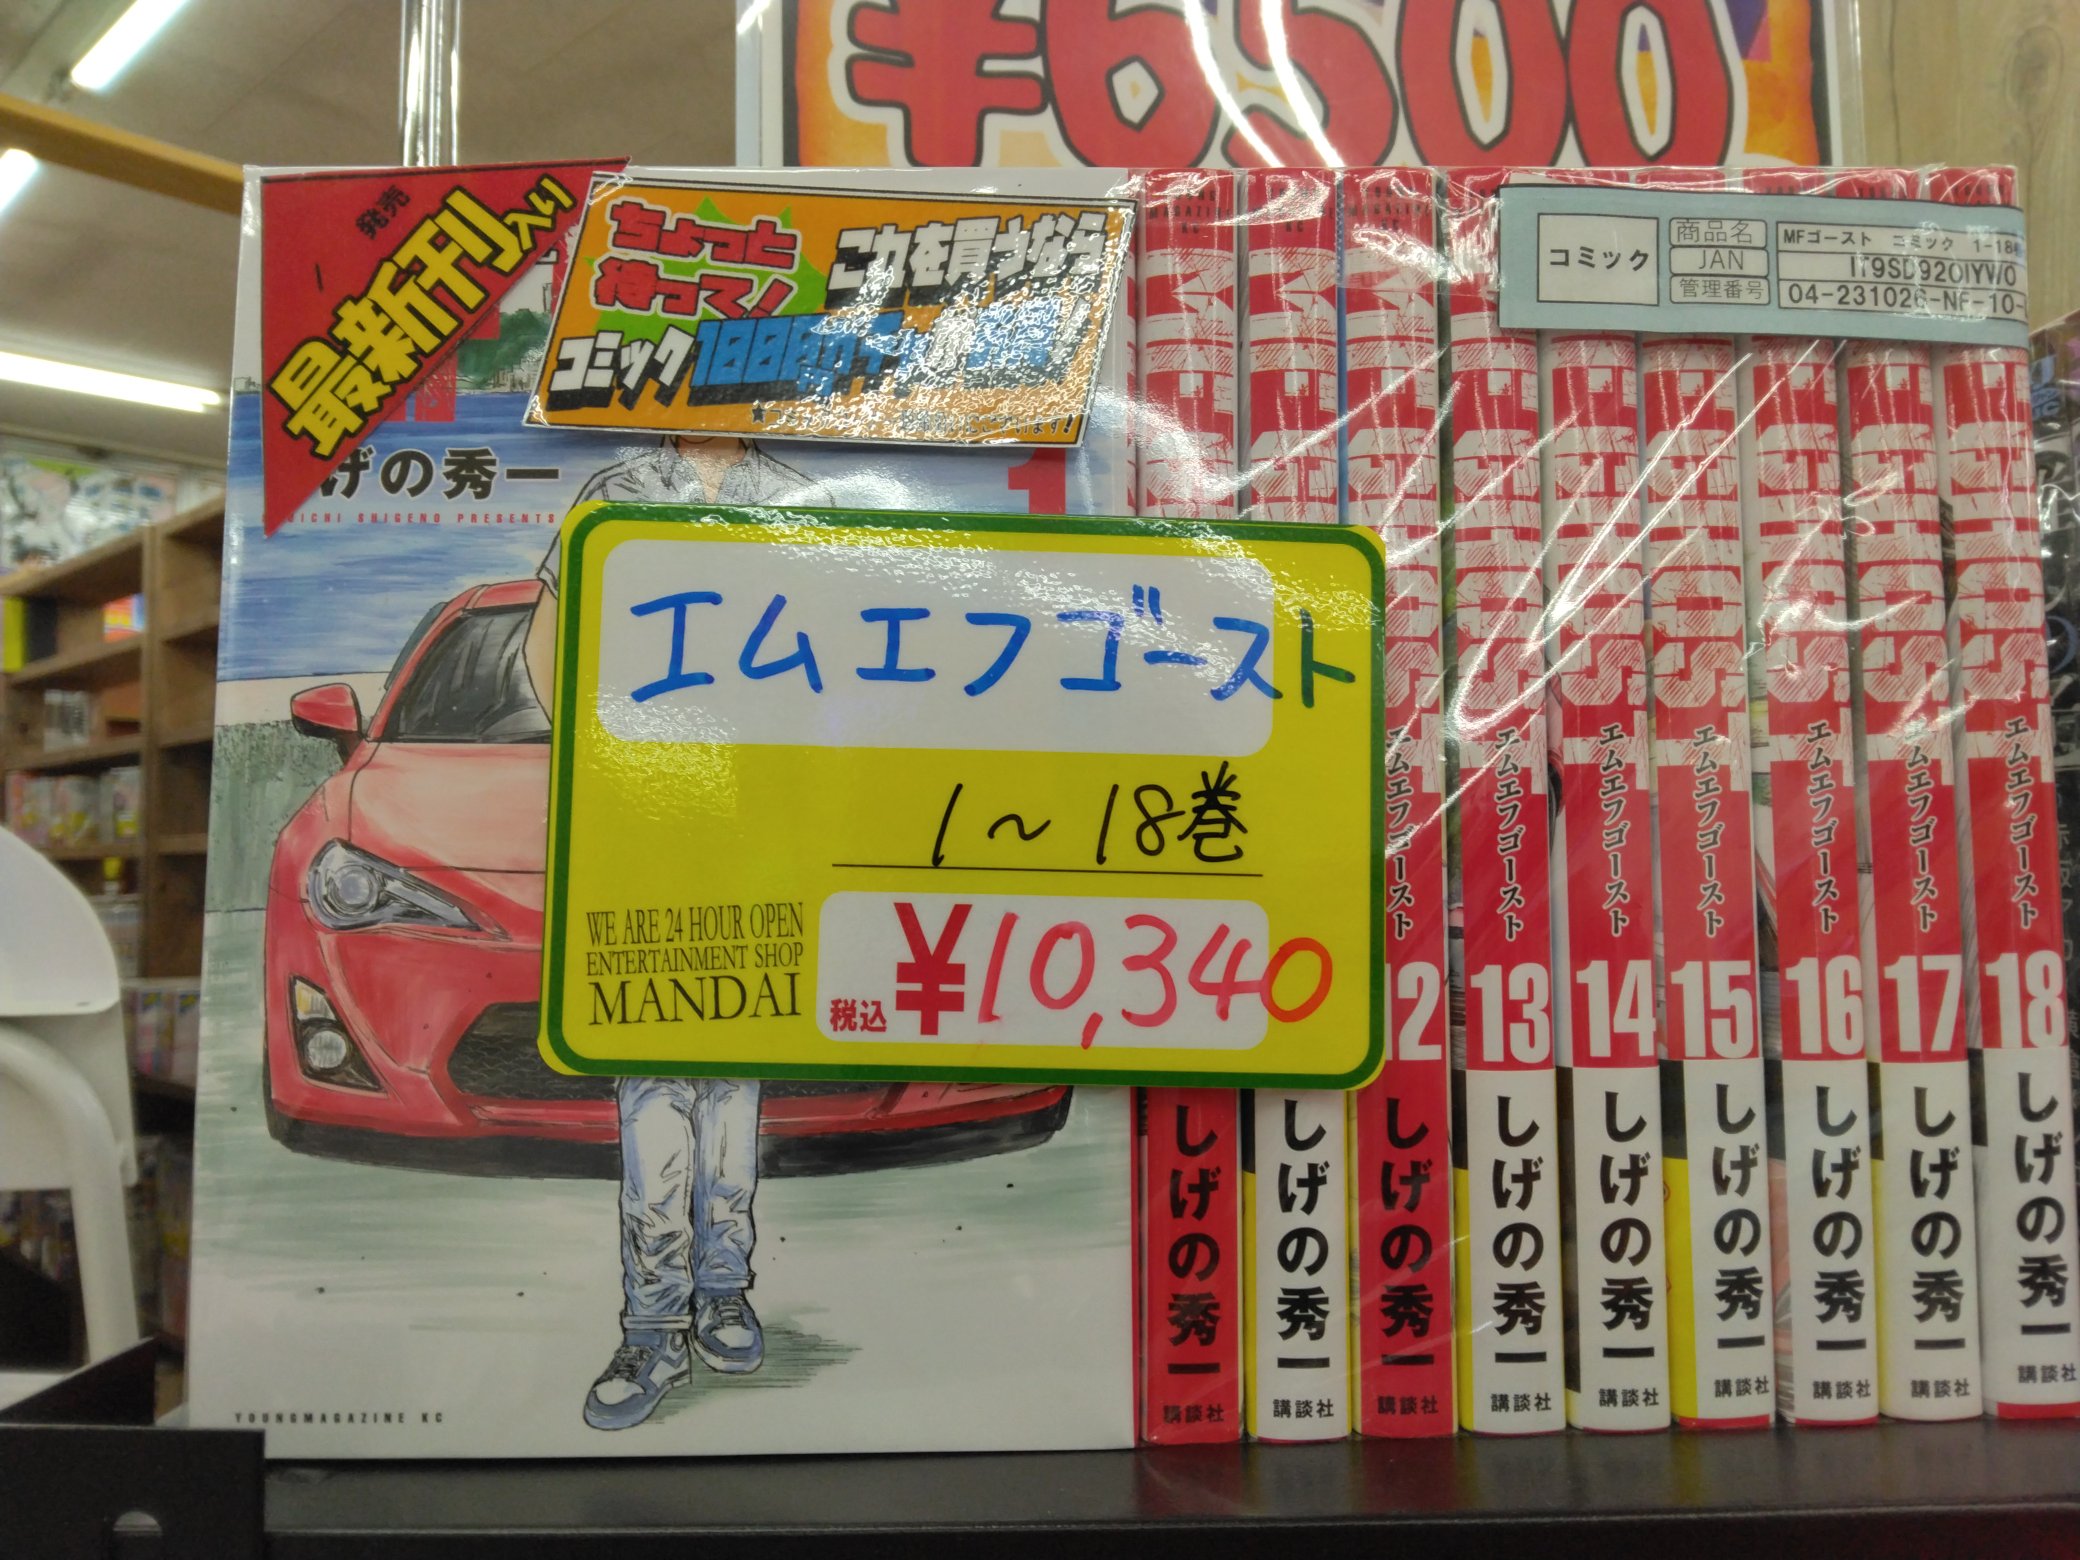 ¥6500
発売
最新刊入り
ちょっと
待って!
これを買うなら
コミック
げの秀一
SHIGENO PRESENTS
1
コミック
商品名
MFゴースト コミック 1-18
JAN
IT9SD92OIYW0
管理番号
04-231026-NF-10-
エムエフゴースト
1～18巻
WE ARE 24 HOUR OPEN
ENTERTAINMENT SHOP
MANDAI
税込 ¥10,340
YOUNGMAGAZINE KC
しげの秀一 講談社
しげの秀一 講談社
エムエフゴースト 12 しげの秀一 講談社
エムエフゴースト 13 しげの秀一 講談社
エムエフゴースト 14 しげの秀一 講談社
エムエフゴースト 15 しげの秀一 講談社
エムエフゴースト 16 しげの秀一 講談社
エムエフゴースト 17 しげの秀一 講談社
エムエフゴースト 18 しげの秀一 講談社